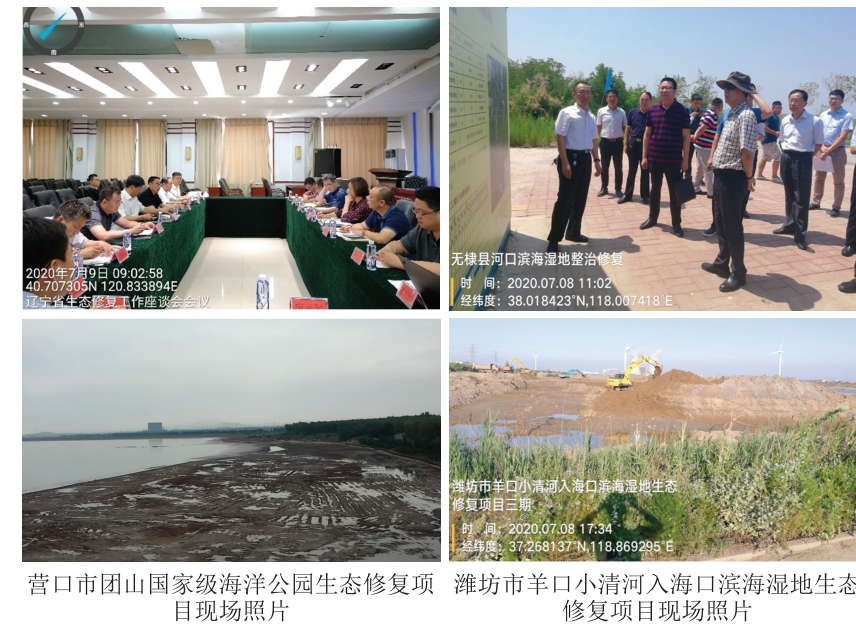 西
东
南
2020年7月9日 09:02:58
40.707305N 120.833894E
辽宁省生态修复工作座谈会会议
无棣县河口滨海湿地整治修复
时 间：2020.07.08 11:02
经纬度：38.018423°N,118.007418°E
潍坊市羊口小清河入海口滨海湿地生态
修复项目三期
时 间：2020.07.08 17:34
经纬度：37.268137°N,118.869295°E
营口市团山国家级海洋公园生态修复项
目现场照片
潍坊市羊口小清河入海口滨海湿地生态
修复项目现场照片